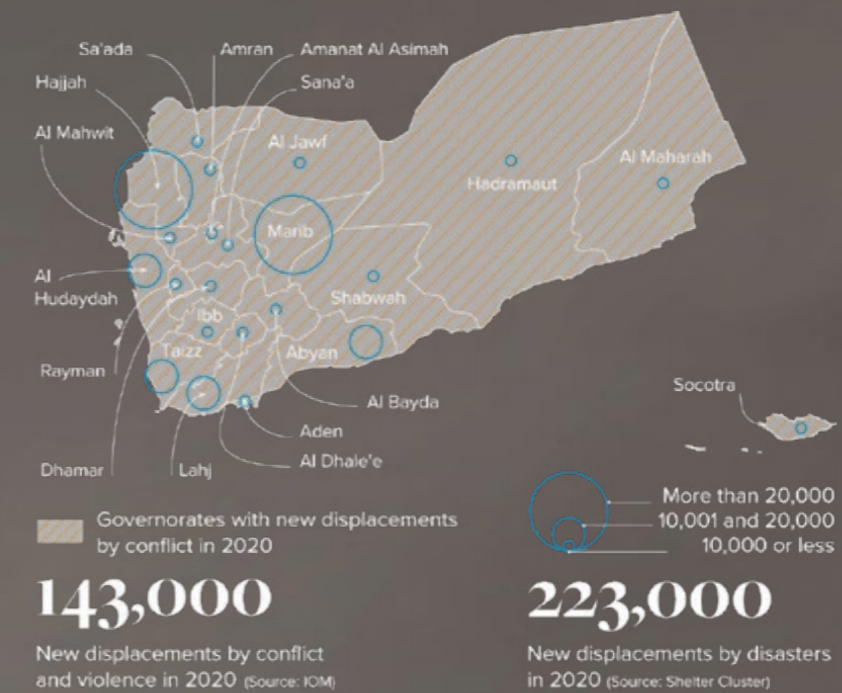 Sa'ada
Amran
Amanat Al Asimah
Hajjah
Sana'a
Al Mahwit
Al Jawf
Al Maharah
Hadramaut
Marib
Al
Hudaydah
Shabwah
Ibb
Taizz
Abyan
Rayman
Al Bayda
Socotra
Aden
Al Dhale'e
Dhamar
Lahj
More than 20,000
10,001 and 20,000
10,000 or less
Governorates with new displacements
by conflict in 2020
143,000
New displacements by conflict
and violence in 2020 (Source: IOM)
223,000
New displacements by disasters
in 2020 (Source: Shelter Cluster)